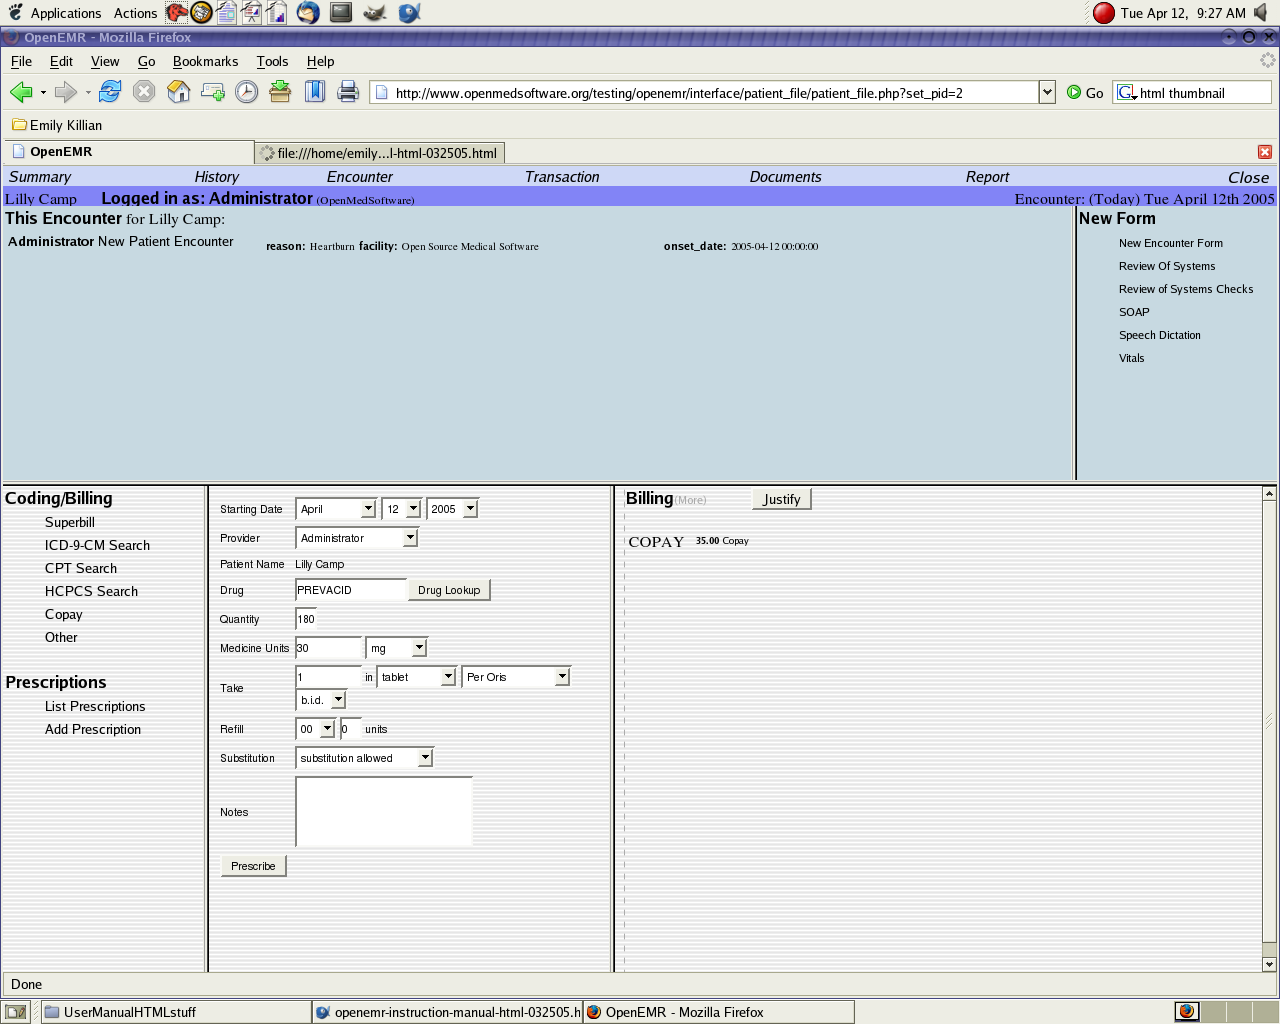 Applications Actions Tue Apr 12, 9:27 AM
OpenEMR - Mozilla Firefox
File Edit View Go Bookmarks Tools Help
http://www.openmedsoftware.org/testing/openemr/interface/patient_file/patient_file.php?set_pid=2 Go G html thumbnail
Emily Killian
OpenEMR file:///home/emily...l-html-032505.html
Summary History Encounter Transaction Documents Report Close
Lilly Camp Logged in as: Administrator (OpenMedSoftware) Encounter: (Today) Tue April 12th 2005
This Encounter for Lilly Camp:
Administrator New Patient Encounter reason: Heartburn facility: Open Source Medical Software onset_date: 2005-04-12 00:00:00
New Form
New Encounter Form
Review Of Systems
Review of Systems Checks
SOAP
Speech Dictation
Vitals
Coding/Billing
Superbill
ICD-9-CM Search
CPT Search
HCPCS Search
Copay
Other
Prescriptions
List Prescriptions
Add Prescription
Starting Date April 12 2005
Provider Administrator
Patient Name Lilly Camp
Drug PREVACID Drug Lookup
Quantity 180
Medicine Units 30 mg
Take 1 in tablet Per Oris
b.i.d.
Refill 00 0 units
Substitution substitution allowed
Notes
Prescribe
Billing(More) Justify
COPAY 35.00 Copay
Done
UserManualHTMLstuff openemr-instruction-manual-html-032505.h OpenEMR - Mozilla Firefox